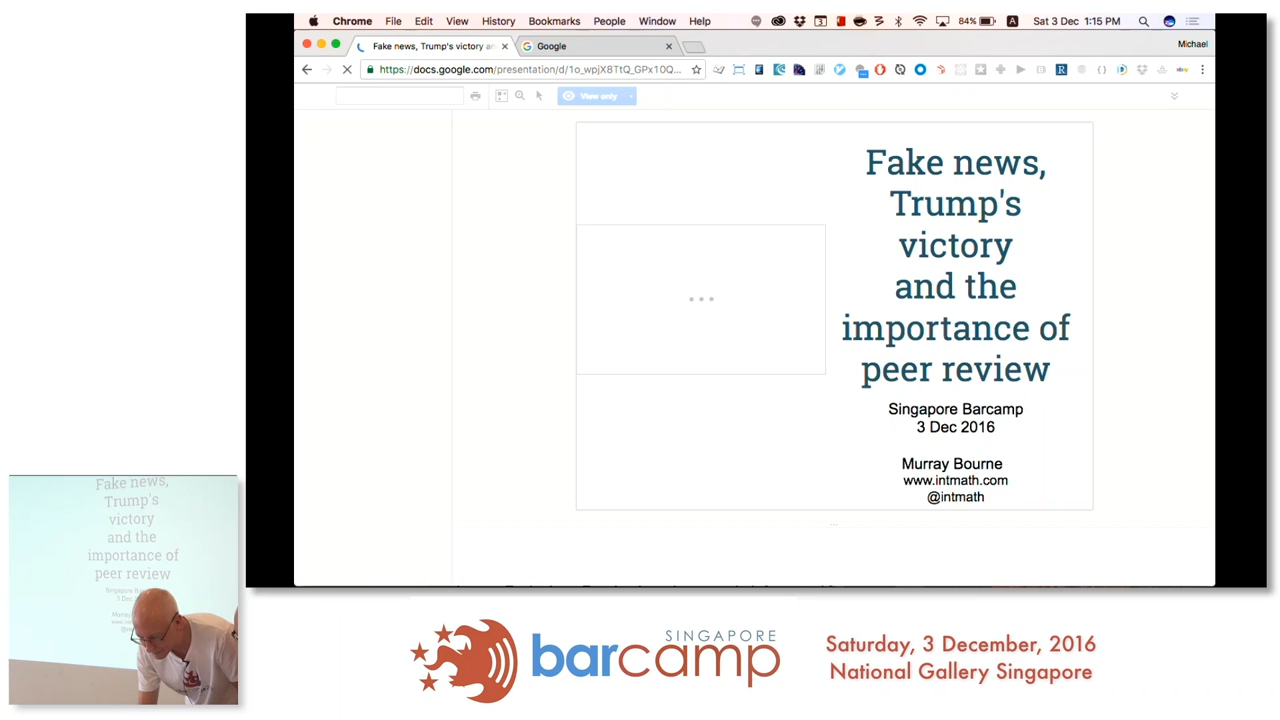 Chrome File Edit View History Bookmarks People Window Help
84% Sat 3 Dec 1:15 PM
Fake news, Trump's victory an
Google
Michael
https://docs.google.com/presentation/d/1o_wpjX8TtQ_GPx10Q...
View only
Fake news,
Trump's
victory
and the
importance of
peer review
Singapore Barcamp
3 Dec 2016
Murray Bourne
www.intmath.com
@intmath
Fake news,
Trump's
victory
and the
importance of
peer review
SINGAPORE
barcamp
Saturday, 3 December, 2016
National Gallery Singapore